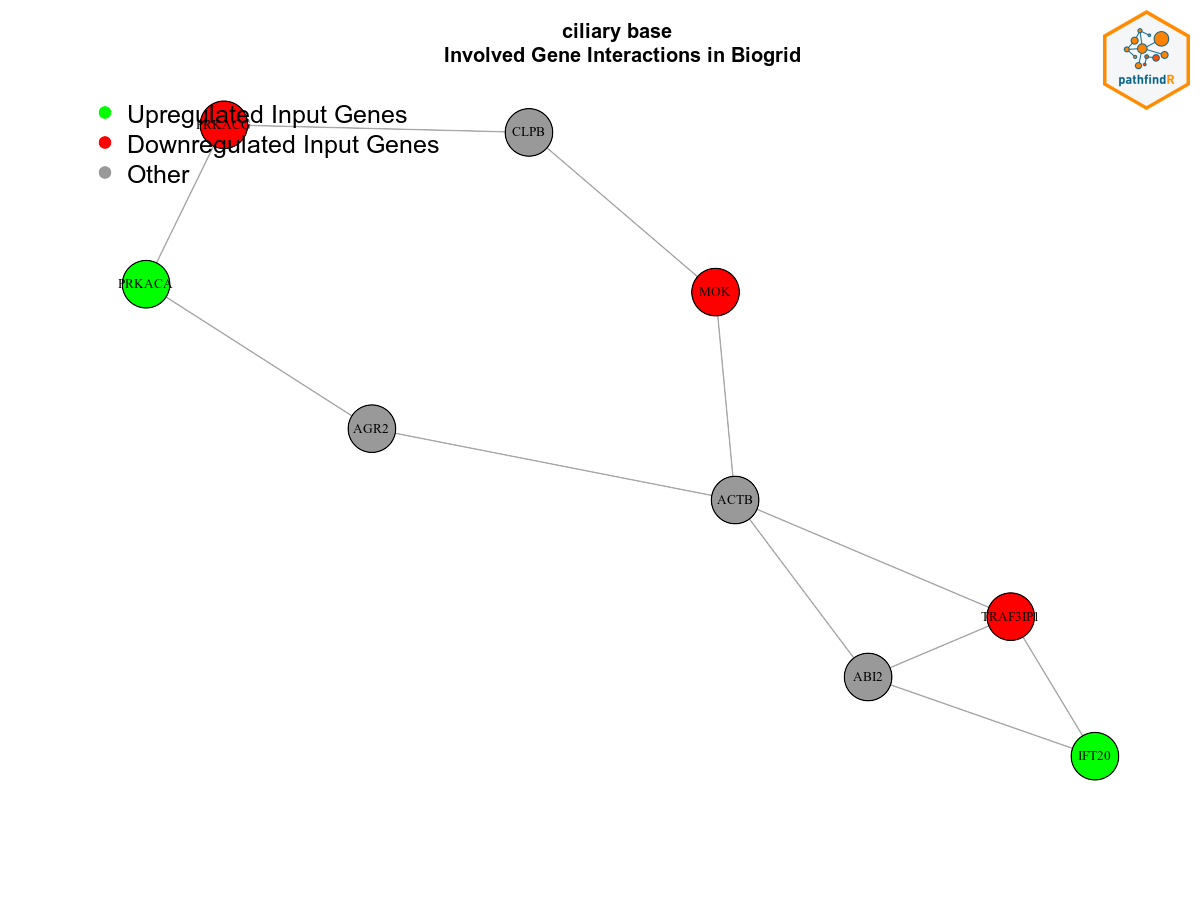 ciliary base
Involved Gene Interactions in Biogrid
pathfindR
Upregulated Input Genes
PRKACG
CLPB
Downregulated Input Genes
Other
PRKACA
MOK
AGR2
ACTB
TRAF3IP1
ABI2
IFT20